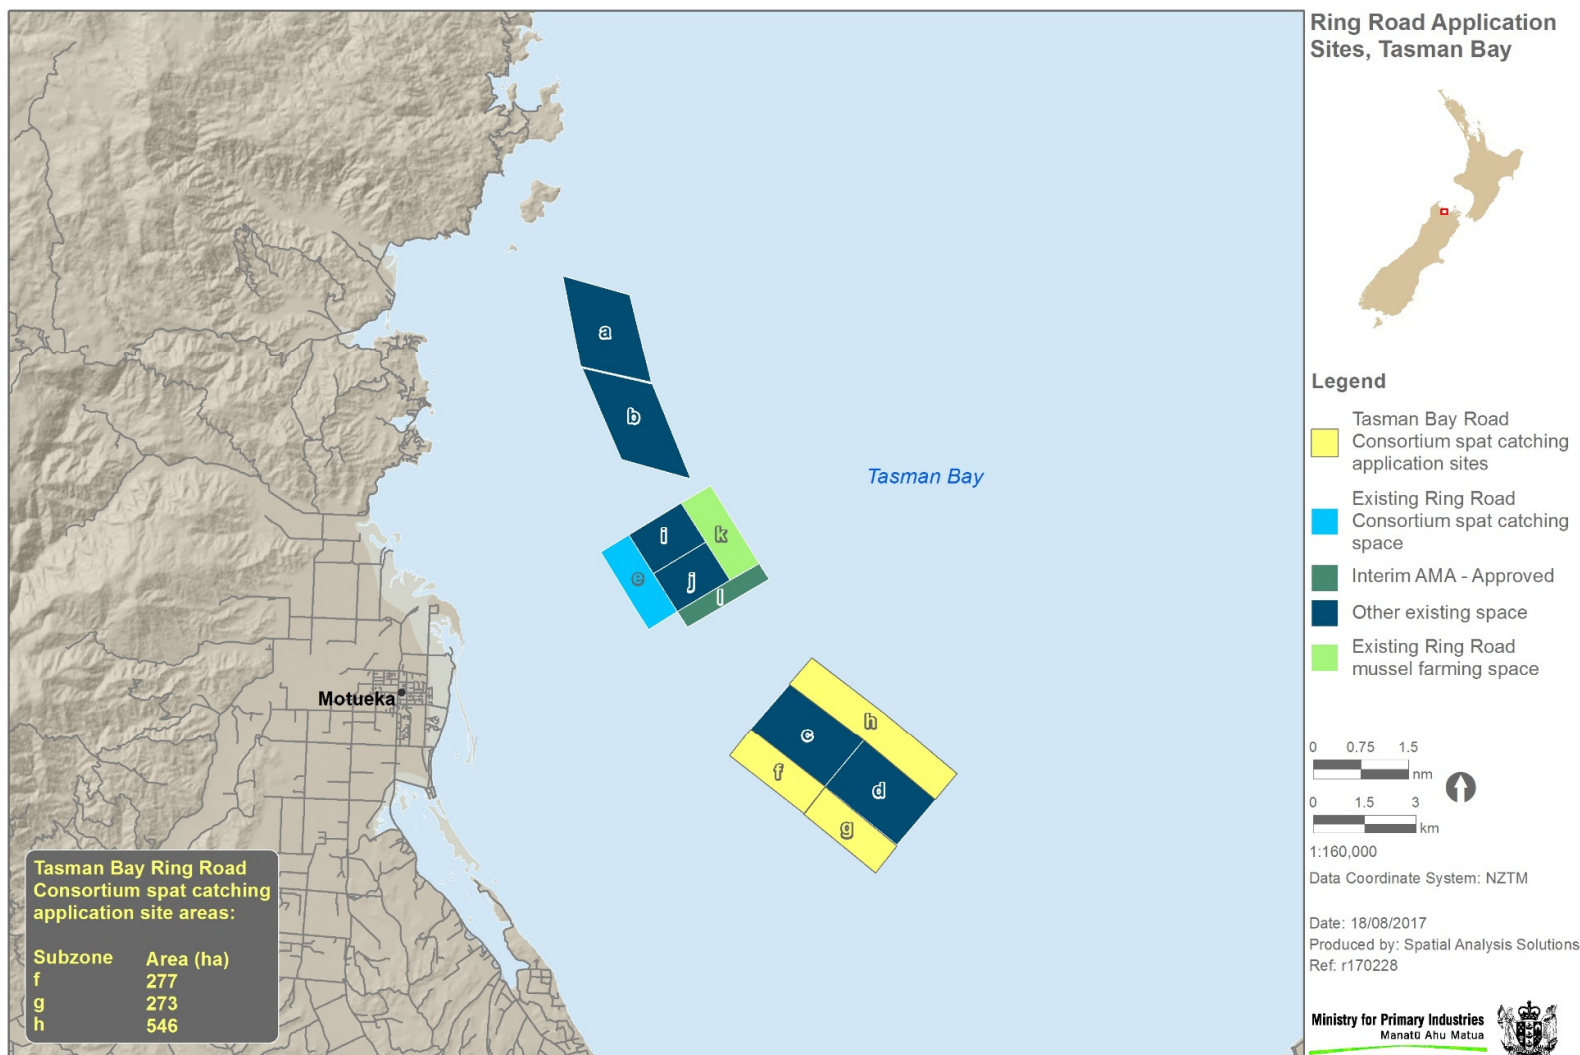 Ring Road Application
Sites, Tasman Bay
a
b
Tasman Bay
i
k
e
j
l
Motueka
h
c
f
d
g
Tasman Bay Ring Road
Consortium spat catching
application site areas:
Subzone Area (ha)
f 277
g 273
h 546
Legend
Tasman Bay Road
Consortium spat catching
application sites
Existing Ring Road
Consortium spat catching
space
Interim AMA - Approved
Other existing space
Existing Ring Road
mussel farming space
0 0.75 1.5
nm
0 1.5 3
km
1:160,000
Data Coordinate System: NZTM
Date: 18/08/2017
Produced by: Spatial Analysis Solutions
Ref: r170228
Ministry for Primary Industries
Manatū Ahu Matua